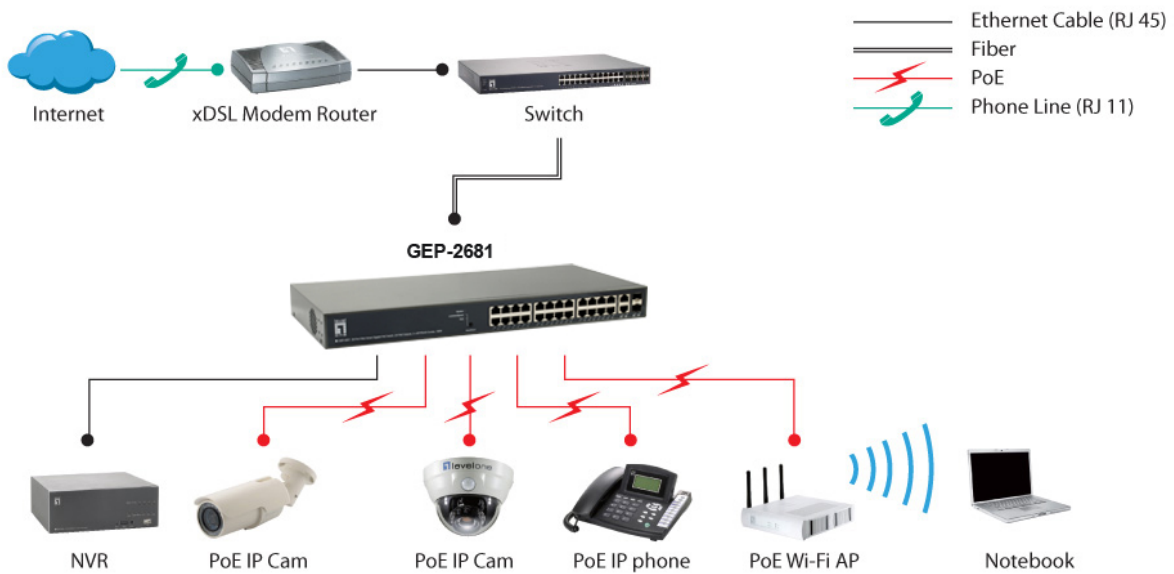 Ethernet Cable (RJ 45)
Fiber
PoE
Phone Line (RJ 11)
Internet
xDSL Modem Router
Switch
GEP-2681
levelone
NVR
PoE IP Cam
PoE IP Cam
PoE IP phone
PoE Wi-Fi AP
Notebook